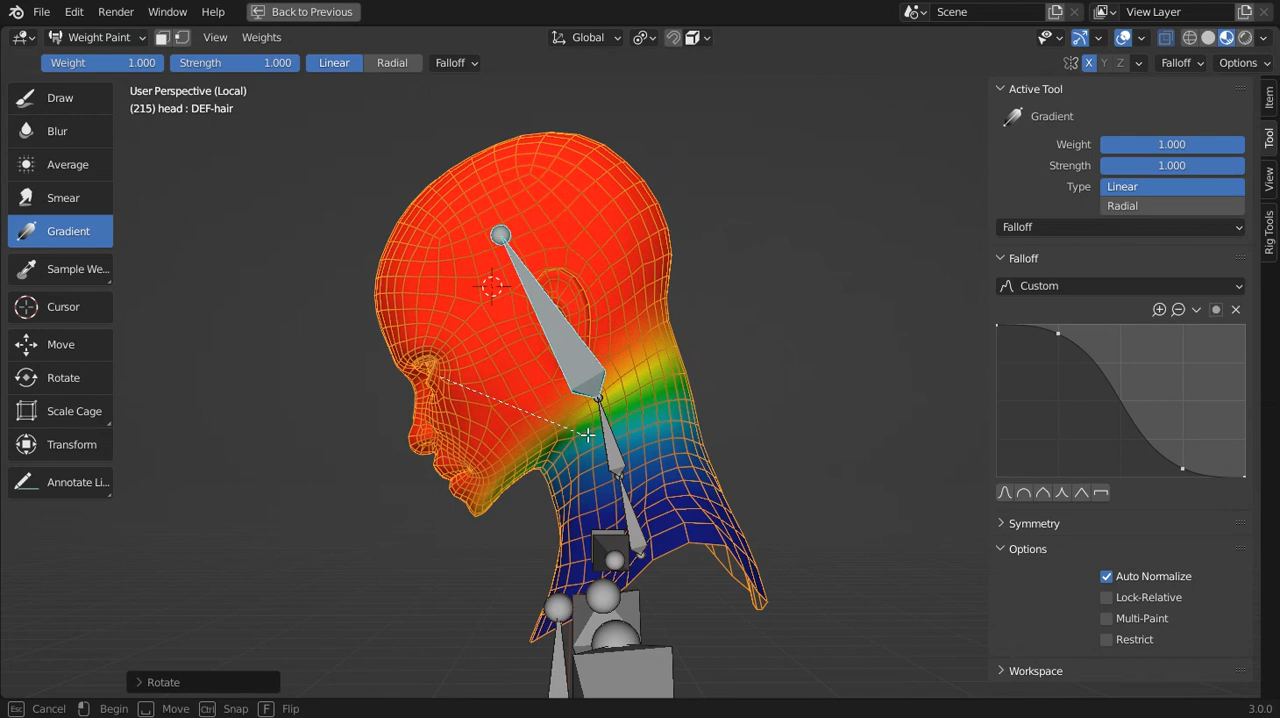 File Edit Render Window Help Back to Previous Scene View Layer
Weight Paint View Weights Global
Weight 1.000 Strength 1.000 Linear Radial Falloff X Y Z Falloff Options
User Perspective (Local)
(215) head : DEF-hair
Draw
Blur
Average
Smear
Gradient
Sample We...
Cursor
Move
Rotate
Scale Cage
Transform
Annotate Li...
Rotate
Active Tool
Gradient
Weight 1.000
Strength 1.000
Type Linear
Radial
Falloff
Falloff
Custom
Symmetry
Options
Auto Normalize
Lock-Relative
Multi-Paint
Restrict
Workspace
Item
Tool
View
Rig Tools
Esc Cancel Begin Move Ctrl Snap F Flip 3.0.0